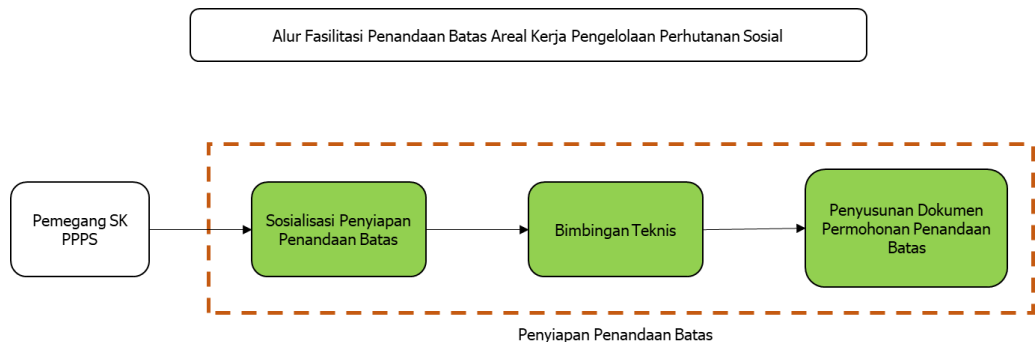 Alur Fasilitasi Penandaan Batas Areal Kerja Pengelolaan Perhutanan Sosial
Pemegang SK
PPPS
Sosialisasi Penyiapan
Penandaan Batas
Bimbingan Teknis
Penyusunan Dokumen
Permohonan Penandaan
Batas
Penyiapan Penandaan Batas